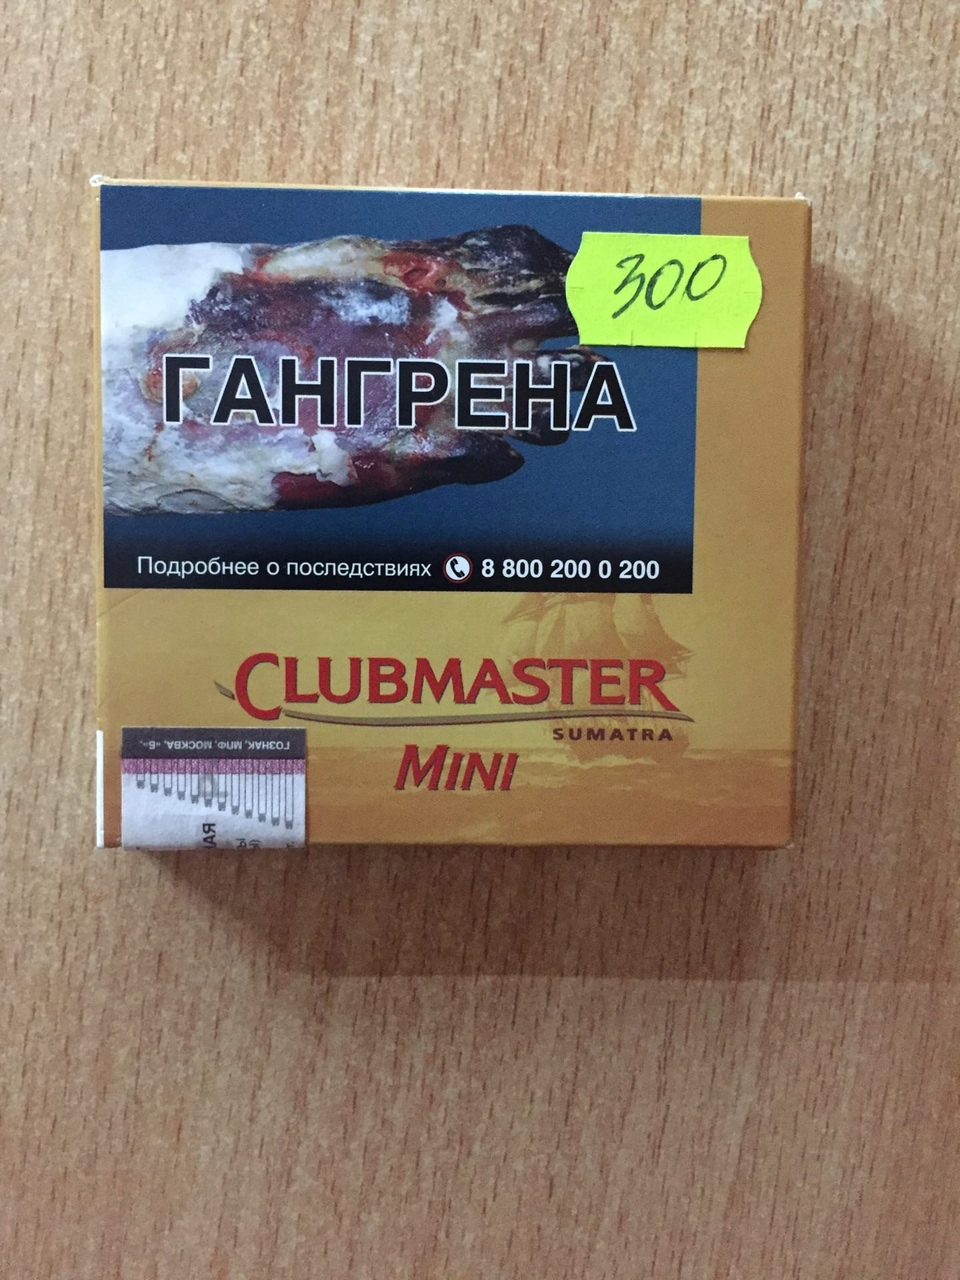 300
ГАНГРЕНА
Подробнее о последствиях 8 800 200 0 200
CLUBMASTER
SUMATRA
MINI
ГОЗНАК, МПФ, МОСКВА, «Б».